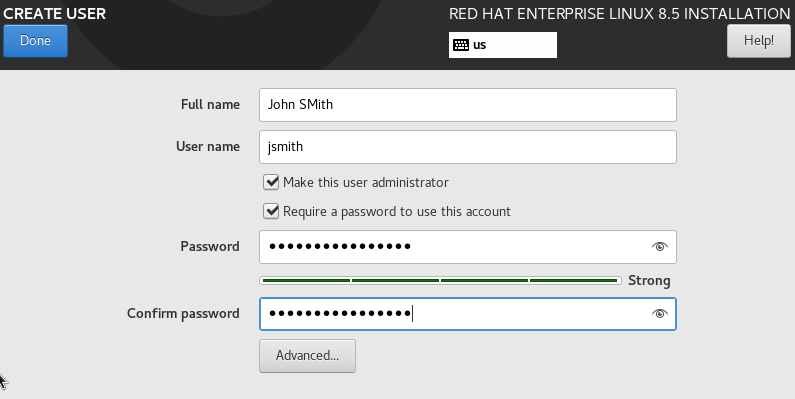 CREATE USER
RED HAT ENTERPRISE LINUX 8.5 INSTALLATION
Done
us
Help!
Full name
John SMith
User name
jsmith
Make this user administrator
Require a password to use this account
Password
●●●●●●●●●●●●●●●●
Strong
Confirm password
●●●●●●●●●●●●●●●●
Advanced...